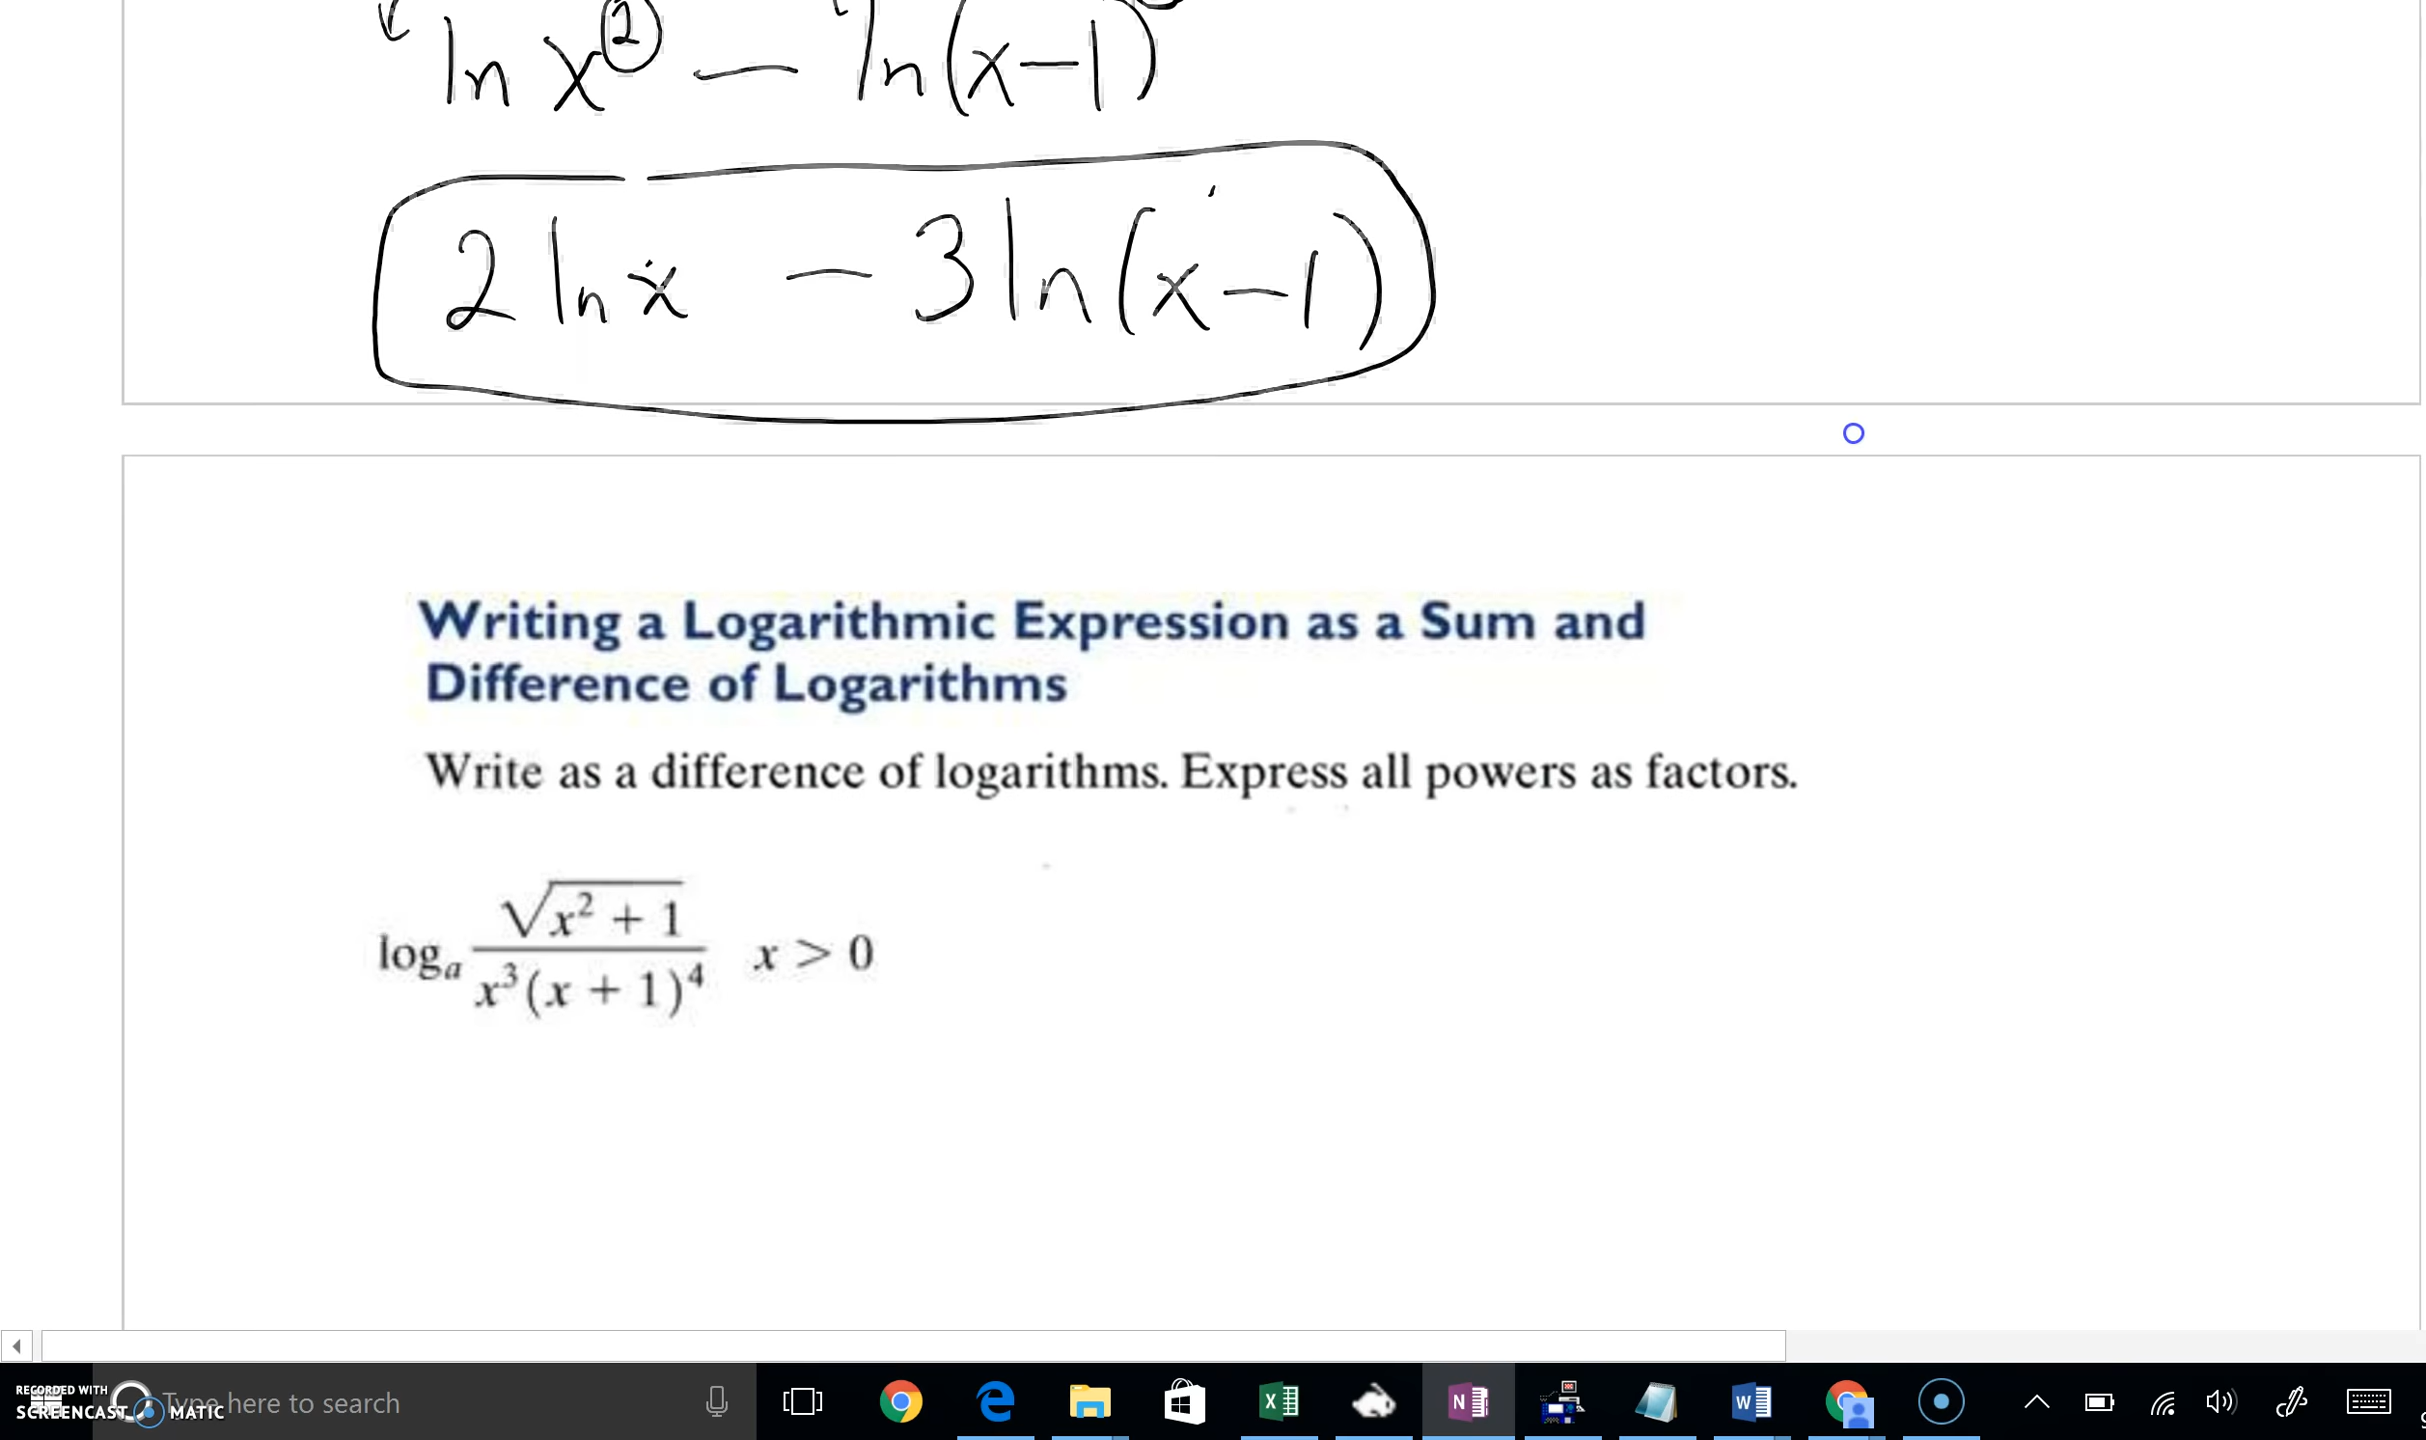 ln x² – ln(x–1)
2 ln x – 3 ln(x–1)
Writing a Logarithmic Expression as a Sum and
Difference of Logarithms
Write as a difference of logarithms. Express all powers as factors.
logₐ √(x² + 1) / x³(x + 1)⁴   x > 0
RECORDED WITH
SCREENCAST MATIC
Type here to search